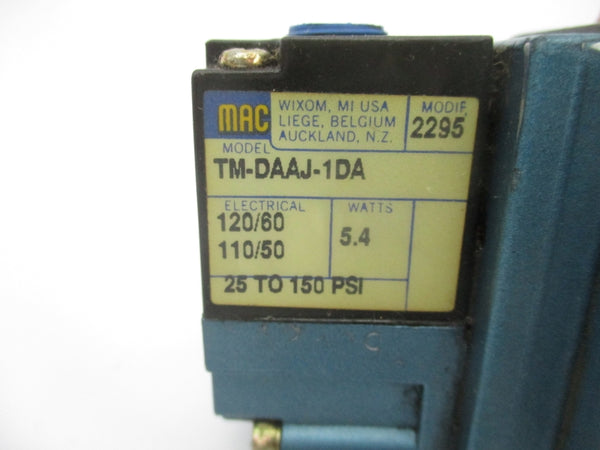 MAC
WIXOM, MI USA
LIEGE, BELGIUM
AUCKLAND, N.Z.
MODIF.
2295
MODEL
TM-DAAJ-1DA
ELECTRICAL
120/60
110/50
WATTS
5.4
25 TO 150 PSI